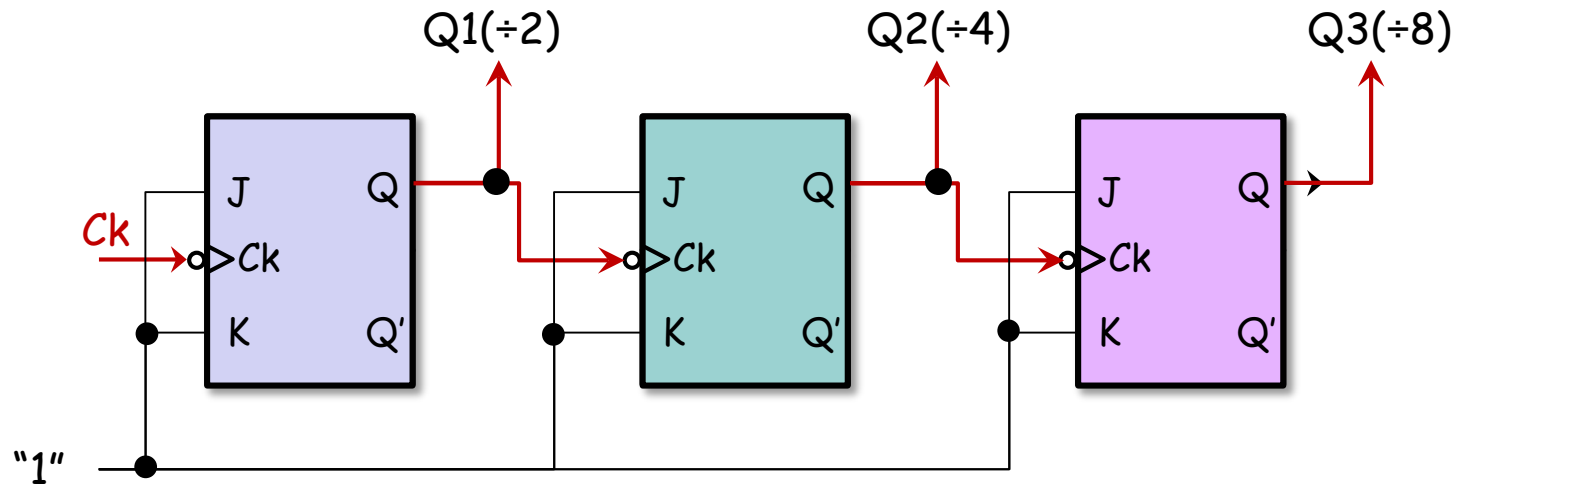 Q1(÷2) Q2(÷4) Q3(÷8)
J Q J Q J Q
Ck Ck Ck Ck
K Q' K Q' K Q'
"1"